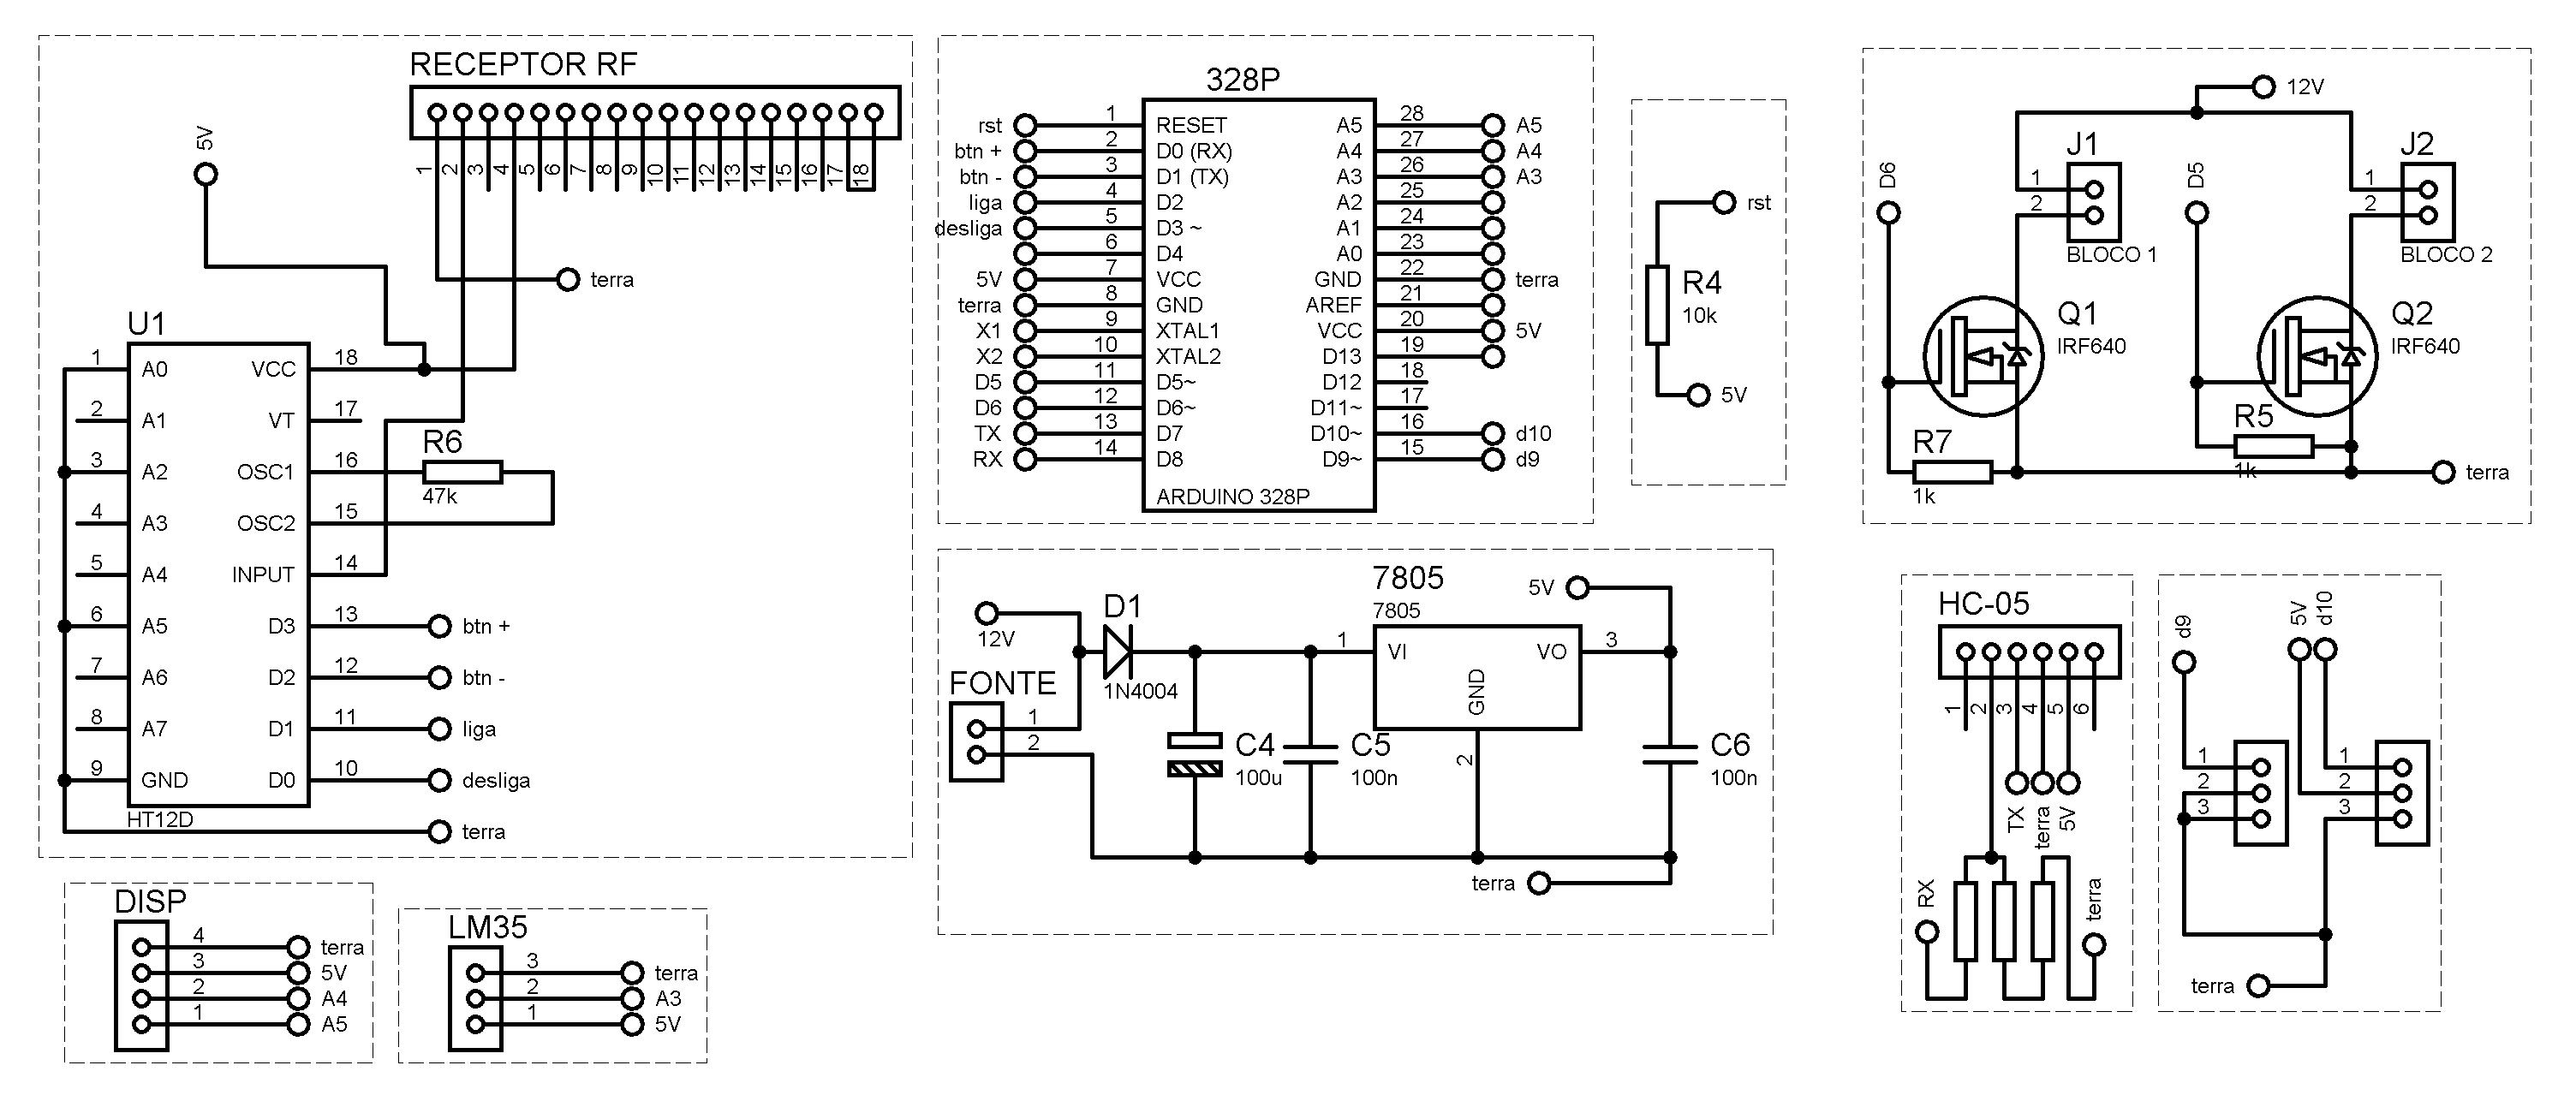 RECEPTOR RF
1 2 3 4 5 6 7 8 9 10 11 12 13 14 15 16 17 18
5V
terra
U1
1 A0 VCC 18
2 A1 VT 17
3 A2 OSC1 16
4 A3 OSC2 15
5 A4 INPUT 14
6 A5 D3 13 btn +
7 A6 D2 12 btn -
8 A7 D1 11 liga
9 GND D0 10 desliga
HT12D
terra
R6
47k
DISP
4 terra
3 5V
2 A4
1 A5
LM35
3 terra
2 A3
1 5V
328P
rst 1 RESET A5 28 A5
btn + 2 D0 (RX) A4 27 A4
btn - 3 D1 (TX) A3 26 A3
liga 4 D2 A2 25
desliga 5 D3 ~ A1 24
6 D4 A0 23
5V 7 VCC GND 22 terra
terra 8 GND AREF 21
X1 9 XTAL1 VCC 20 5V
X2 10 XTAL2 D13 19
D5 11 D5~ D12 18
D6 12 D6~ D11~ 17
TX 13 D7 D10~ 16 d10
RX 14 D8 D9~ 15 d9
ARDUINO 328P
rst
R4
10k
5V
12V
FONTE
1
2
D1
1N4004
7805
7805
1 VI VO 3
GND
2
5V
C4
100u
C5
100n
C6
100n
terra
12V
D6
D5
J1
1
2
BLOCO 1
J2
1
2
BLOCO 2
Q1
IRF640
Q2
IRF640
R7
1k
R5
1k
terra
HC-05
1 2 3 4 5 6
TX
terra
5V
RX
terra
d9
5V
d10
1
2
3
1
2
3
terra